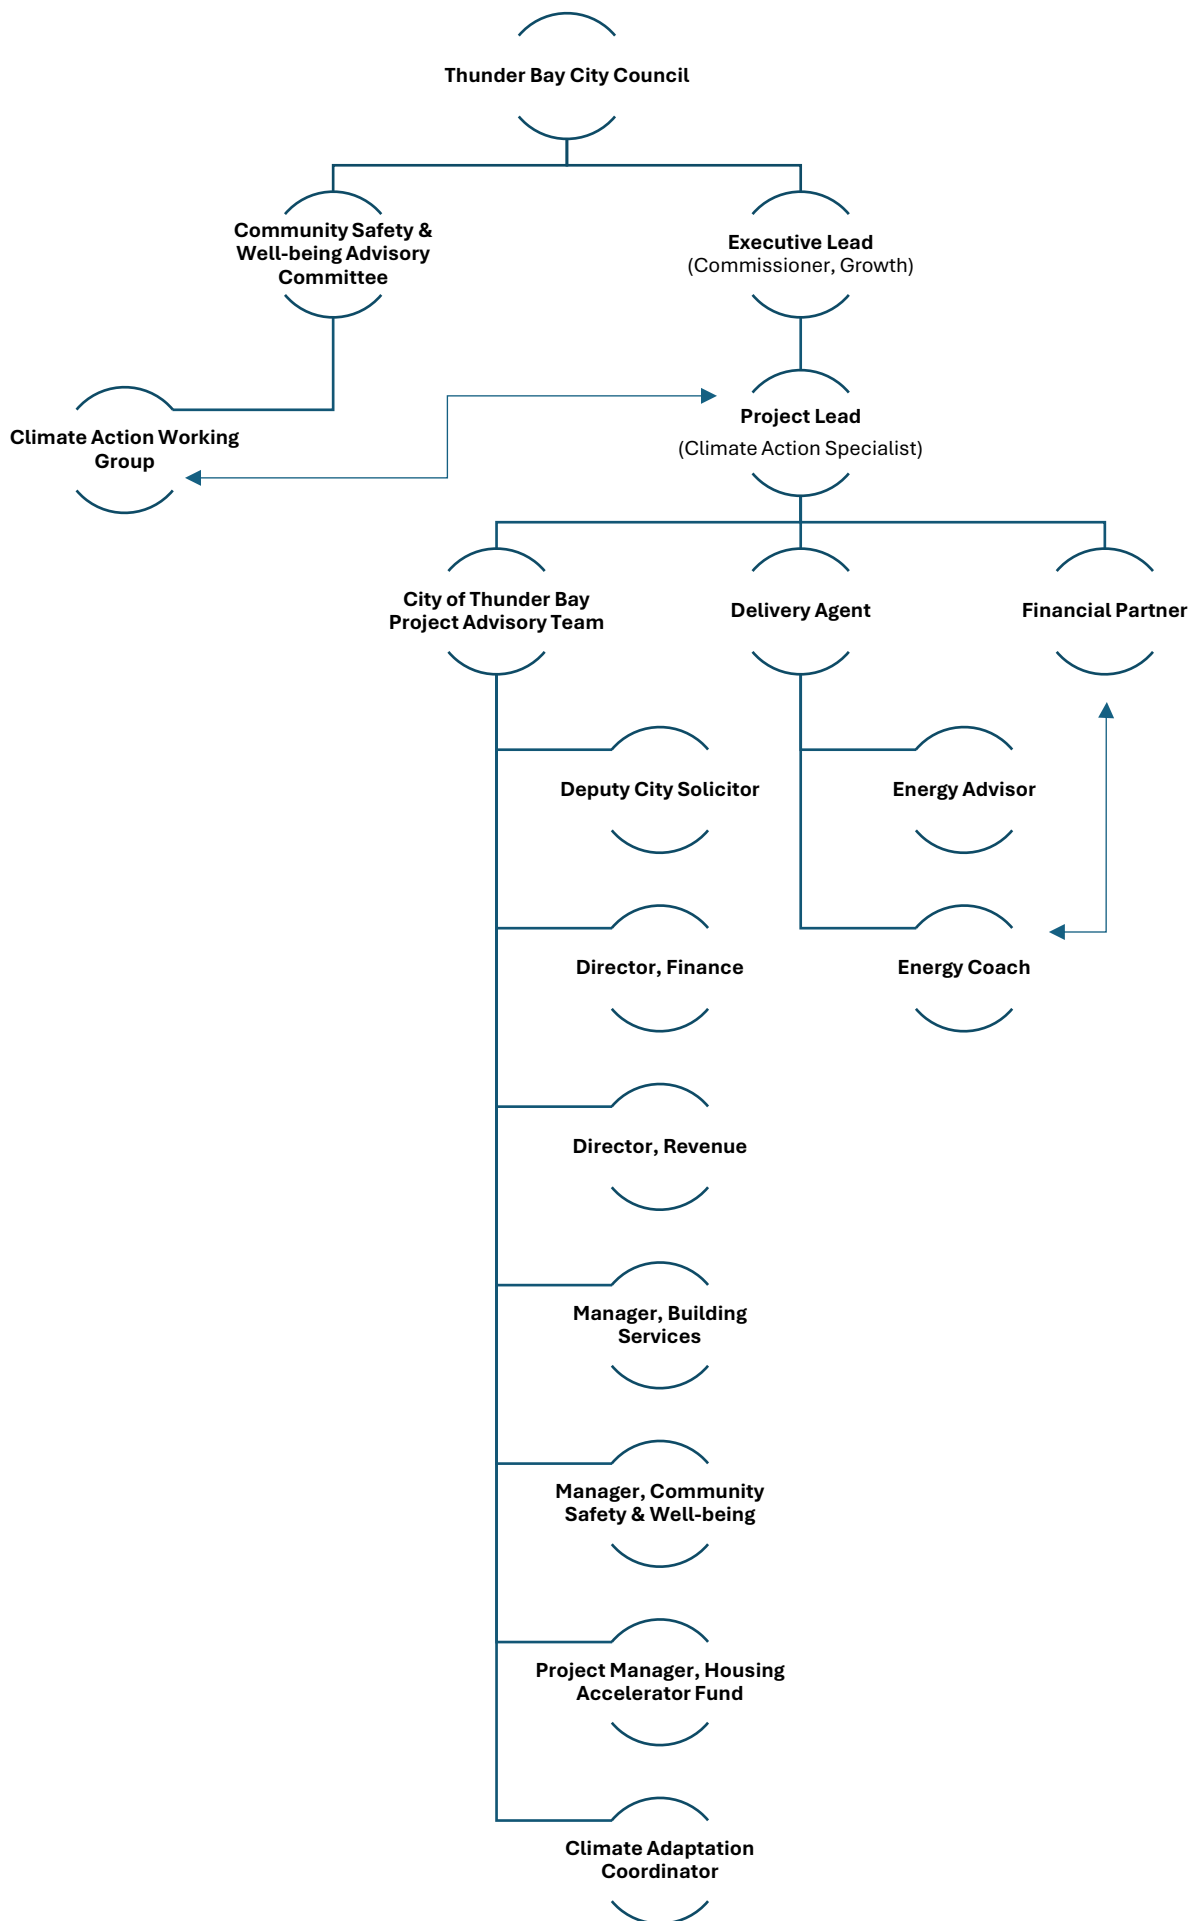 Thunder Bay City Council
Community Safety &
Well-being Advisory
Committee
Executive Lead
(Commissioner, Growth)
Climate Action Working
Group
Project Lead
(Climate Action Specialist)
City of Thunder Bay
Project Advisory Team
Delivery Agent
Financial Partner
Deputy City Solicitor
Energy Advisor
Director, Finance
Energy Coach
Director, Revenue
Manager, Building
Services
Manager, Community
Safety & Well-being
Project Manager, Housing
Accelerator Fund
Climate Adaptation
Coordinator